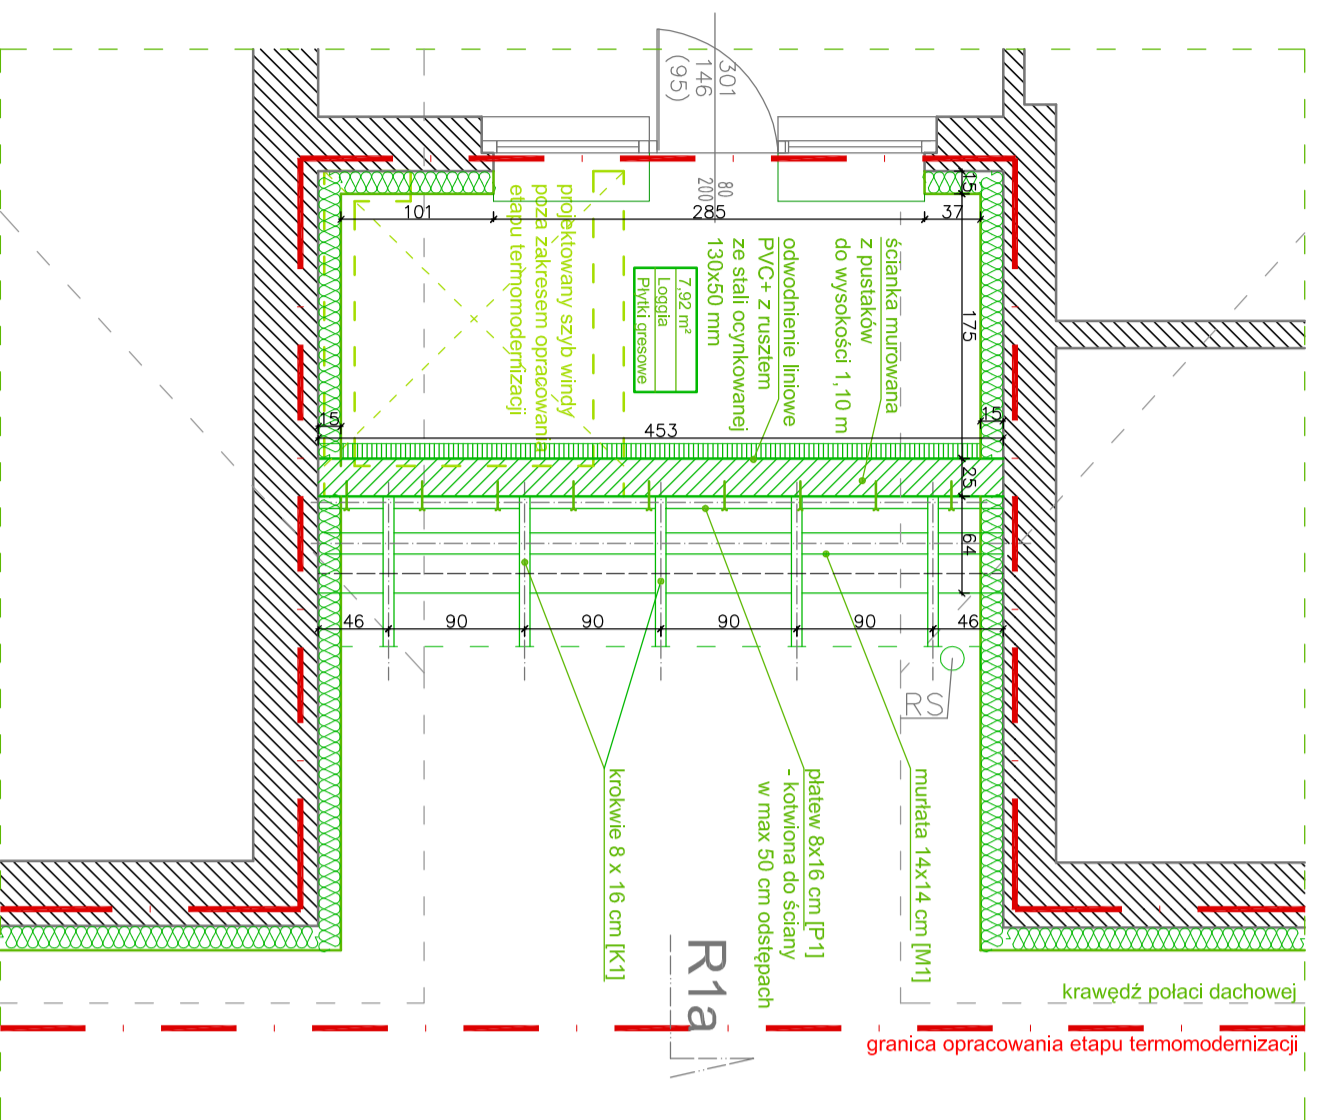 301
146
(95)
80
200
15
101
285
37
projektowany szyb windy
poza zakresem opracowania
etapu termomodernizacji
7,92 m²
Loggia
Płytki gresowe
odwodnienie liniowe
PVC+ z rusztem
ze stali ocynkowanej
130x50 mm
ścianka murowana
z pustaków
do wysokości 1,10 m
175
15
15
453
25
64
46
90
90
90
90
46
RS
krokwie 8 x 16 cm [K1]
płatew 8x16 cm [P1]
- kotwiona do ściany
w max 50 cm odstępach
murłata 14x14 cm [M1]
R1a
krawędź połaci dachowej
granica opracowania etapu termomodernizacji